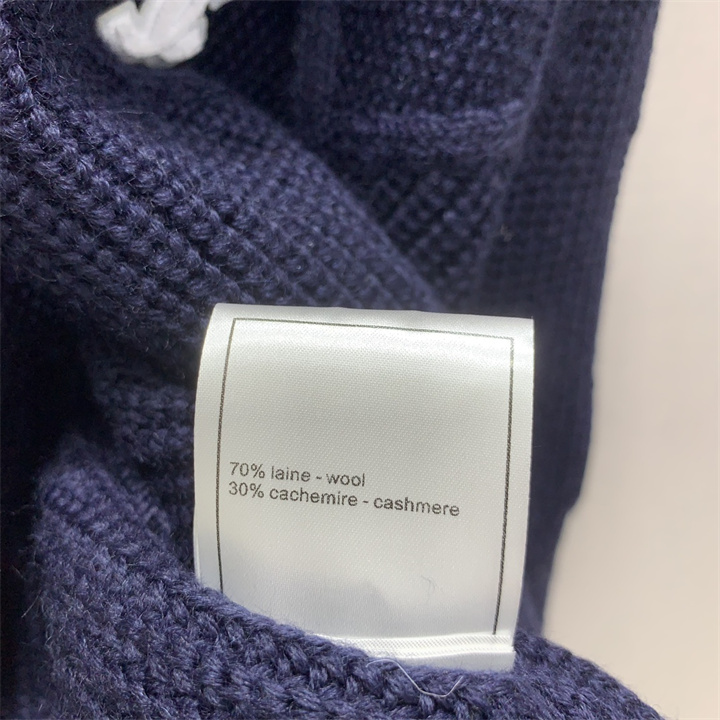 70% laine - wool
30% cachemire - cashmere